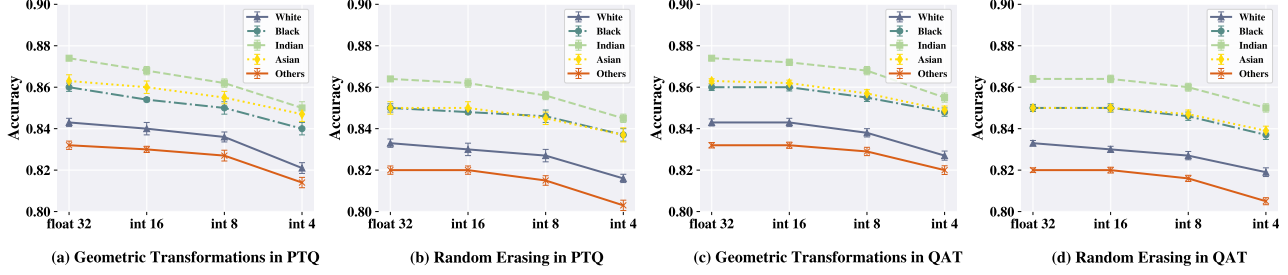 0.90
0.88
0.86
0.84
0.82
0.80
Accuracy
White
Black
Indian
Asian
Others
float 32 int 16 int 8 int 4
(a) Geometric Transformations in PTQ
0.90
0.88
0.86
0.84
0.82
0.80
Accuracy
White
Black
Indian
Asian
Others
float 32 int 16 int 8 int 4
(b) Random Erasing in PTQ
0.90
0.88
0.86
0.84
0.82
0.80
Accuracy
White
Black
Indian
Asian
Others
float 32 int 16 int 8 int 4
(c) Geometric Transformations in QAT
0.90
0.88
0.86
0.84
0.82
0.80
Accuracy
White
Black
Indian
Asian
Others
float 32 int 16 int 8 int 4
(d) Random Erasing in QAT